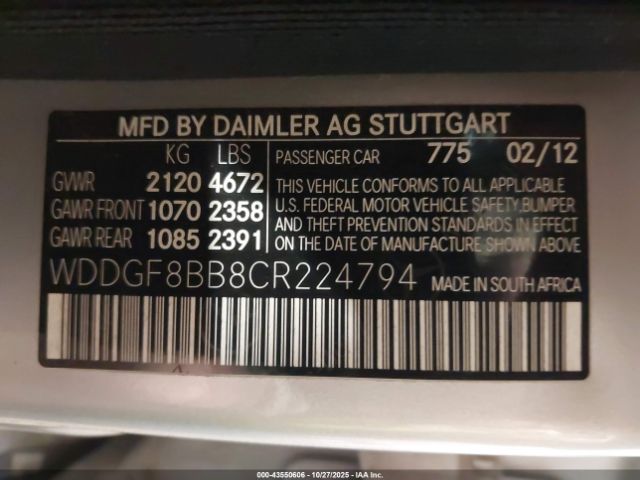 MFD BY DAIMLER AG STUTTGART
KG LBS
GVWR 2120 4672
GAWR FRONT 1070 2358
GAWR REAR 1085 2391
PASSENGER CAR 775 02/12
THIS VEHICLE CONFORMS TO ALL APPLICABLE
U.S. FEDERAL MOTOR VEHICLE SAFETY,BUMPER
AND THEFT PREVENTION STANDARDS IN EFFECT
ON THE DATE OF MANUFACTURE SHOWN ABOVE
WDDGF8BB8CR224794 MADE IN SOUTH AFRICA
000-43550606 - 10/27/2025 - IAA, Inc.